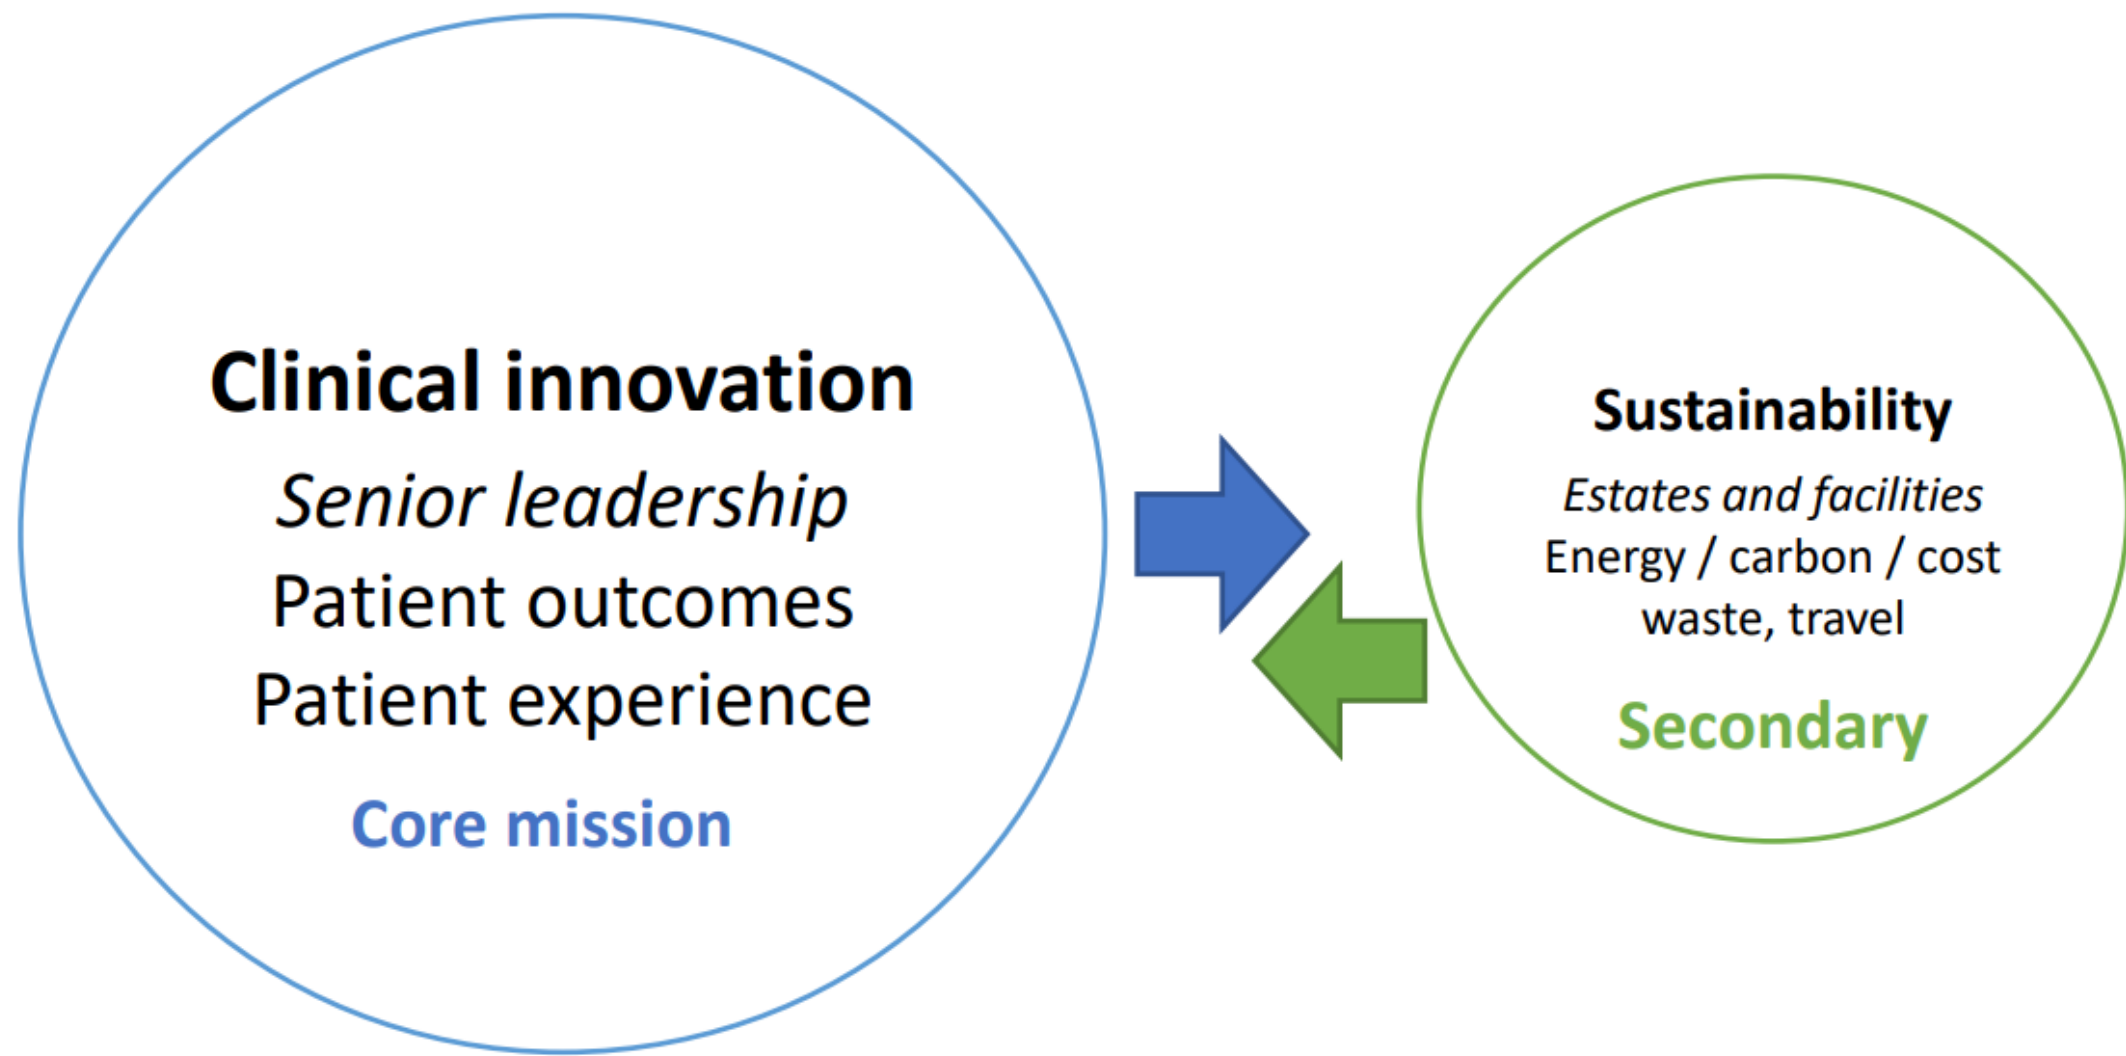 Clinical innovation
Senior leadership
Patient outcomes
Patient experience
Core mission
Sustainability
Estates and facilities
Energy / carbon / cost
waste, travel
Secondary